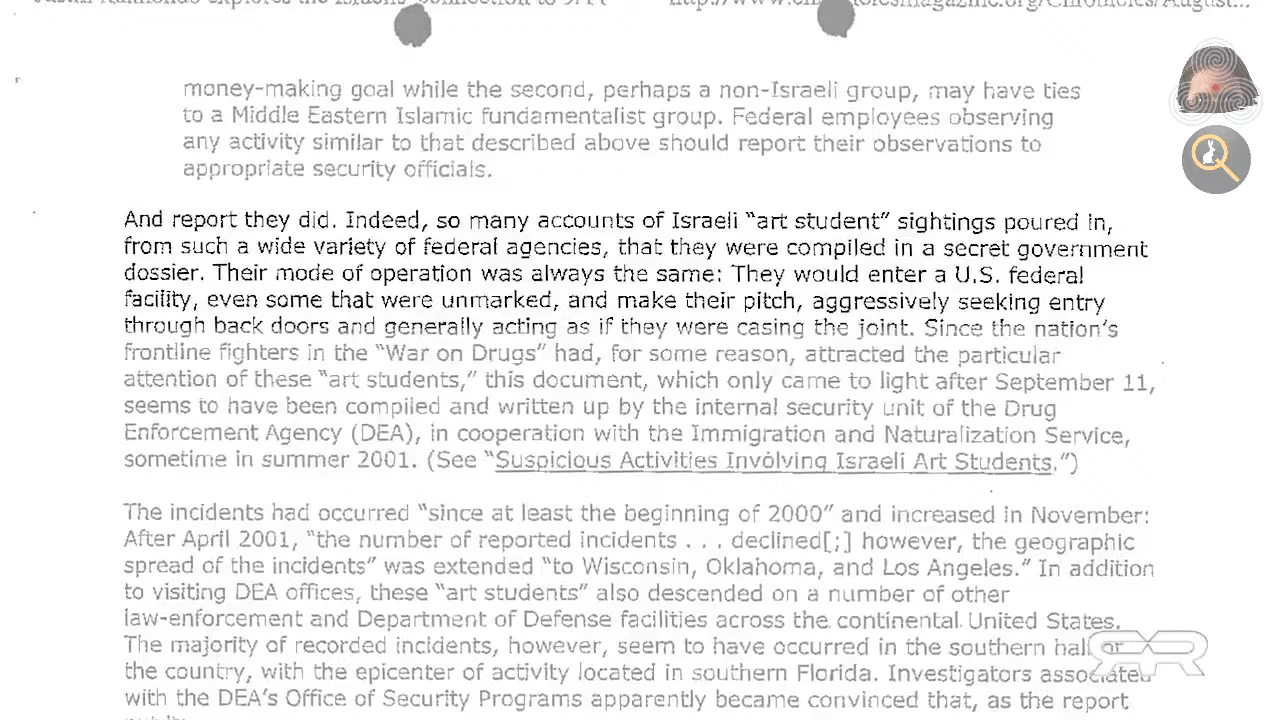 money-making goal while the second, perhaps a non-Israeli group, may have ties
to a Middle Eastern Islamic fundamentalist group. Federal employees observing
any activity similar to that described above should report their observations to
appropriate security officials.
And report they did. Indeed, so many accounts of Israeli “art student” sightings poured in,
from such a wide variety of federal agencies, that they were compiled in a secret government
dossier. Their mode of operation was always the same: They would enter a U.S. federal
facility, even some that were unmarked, and make their pitch, aggressively seeking entry
through back doors and generally acting as if they were casing the joint. Since the nation’s
frontline fighters in the “War on Drugs” had, for some reason, attracted the particular
attention of these “art students,” this document, which only came to light after September 11,
seems to have been compiled and written up by the internal security unit of the Drug
Enforcement Agency (DEA), in cooperation with the Immigration and Naturalization Service,
sometime in summer 2001. (See “Suspicious Activities Involving Israeli Art Students.”)
The incidents had occurred “since at least the beginning of 2000” and increased in November:
After April 2001, “the number of reported incidents . . . declined[;] however, the geographic
spread of the incidents” was extended “to Wisconsin, Oklahoma, and Los Angeles.” In addition
to visiting DEA offices, these “art students” also descended on a number of other
law-enforcement and Department of Defense facilities across the continental United States.
The majority of recorded incidents, however, seem to have occurred in the southern half of
the country, with the epicenter of activity located in southern Florida. Investigators associated
with the DEA’s Office of Security Programs apparently became convinced that, as the report